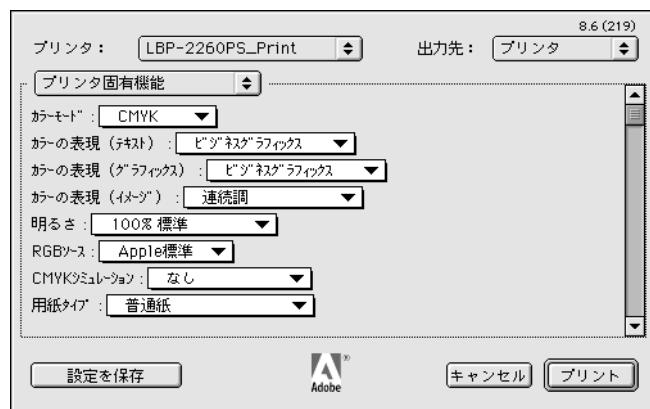 8.6 (219)
プリンタ： LBP-2260PS_Print 出力先： プリンタ
プリンタ固有機能
ｶﾗｰﾓｰﾄﾞ： CMYK
ｶﾗｰの表現（ﾃｷｽﾄ）： ﾋﾞｼﾞﾈｽｸﾞﾗﾌｨｯｸｽ
ｶﾗｰの表現（ｸﾞﾗﾌｨｯｸｽ）： ﾋﾞｼﾞﾈｽｸﾞﾗﾌｨｯｸｽ
ｶﾗｰの表現（ｲﾒｰｼﾞ）： 連続調
明るさ： 100% 標準
RGBｿｰｽ： Apple標準
CMYKｼﾐｭﾚｰｼｮﾝ： なし
用紙ﾀｲﾌﾟ： 普通紙
設定を保存 Adobe ® キャンセル プリント